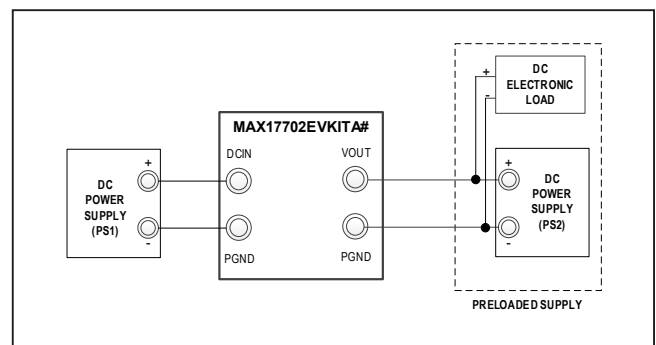 MAX17702EVKITA#
DCIN
VOUT
PGND
PGND
+
DC
POWER
SUPPLY
(PS1)
-
+
-
DC
ELECTRONIC
LOAD
+
DC
POWER
SUPPLY
(PS2)
-
PRELOADED SUPPLY